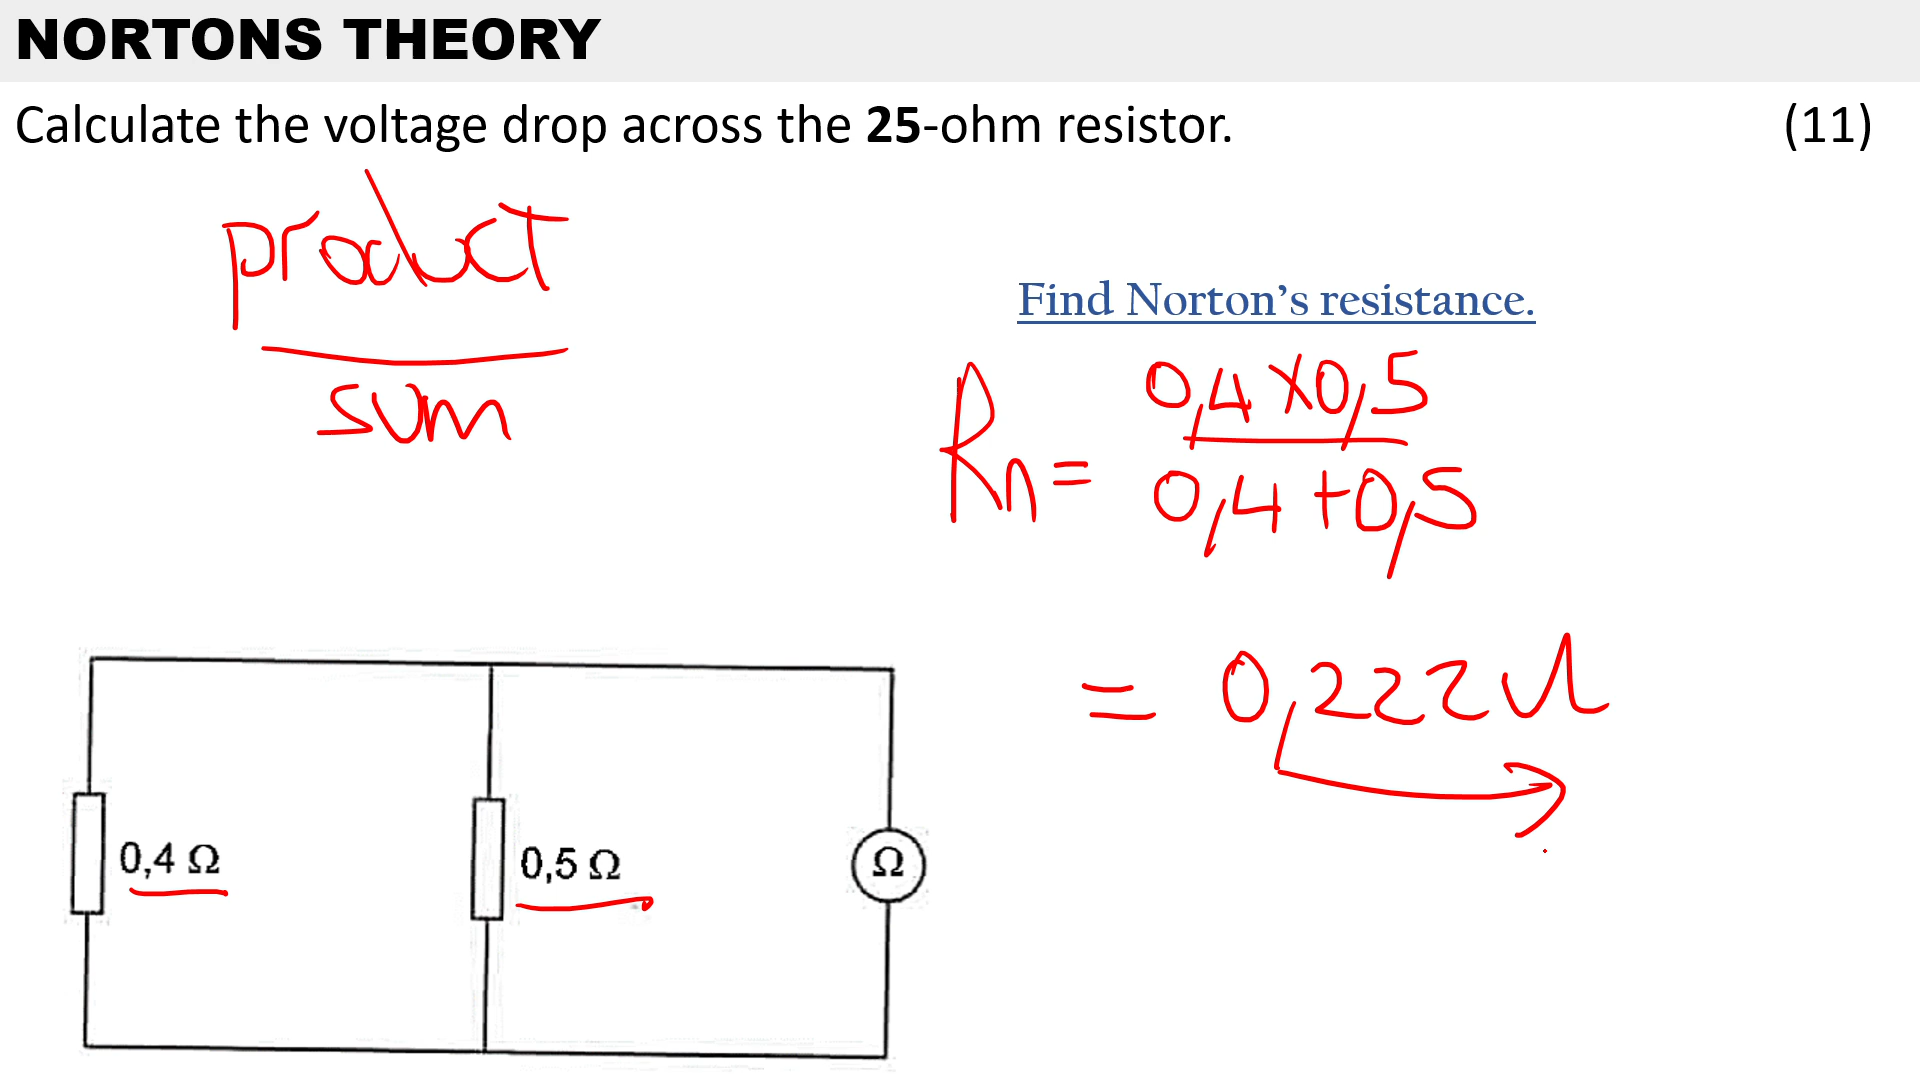 NORTONS THEORY
Calculate the voltage drop across the 25-ohm resistor. (11)
product
sum
Find Norton’s resistance.
Rn = 0,4 × 0,5
0,4 + 0,5
= 0,222Ω
0,4 Ω
0,5 Ω
Ω